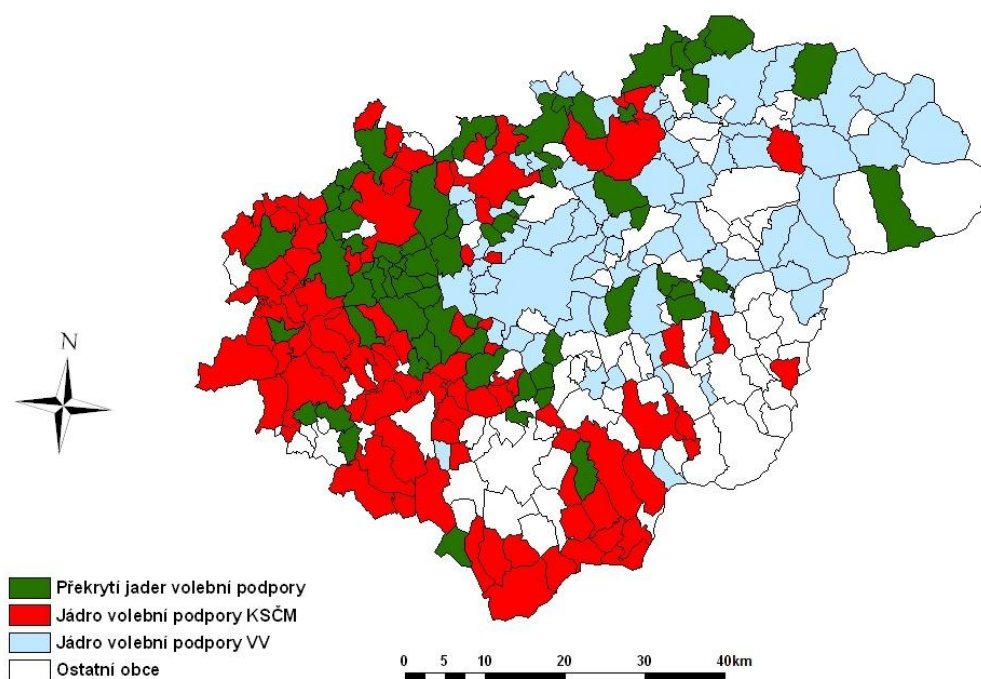 N
Překrytí jader volební podpory
Jádro volební podpory KSČM
Jádro volební podpory VV
Ostatní obce
0 5 10 20 30 40km